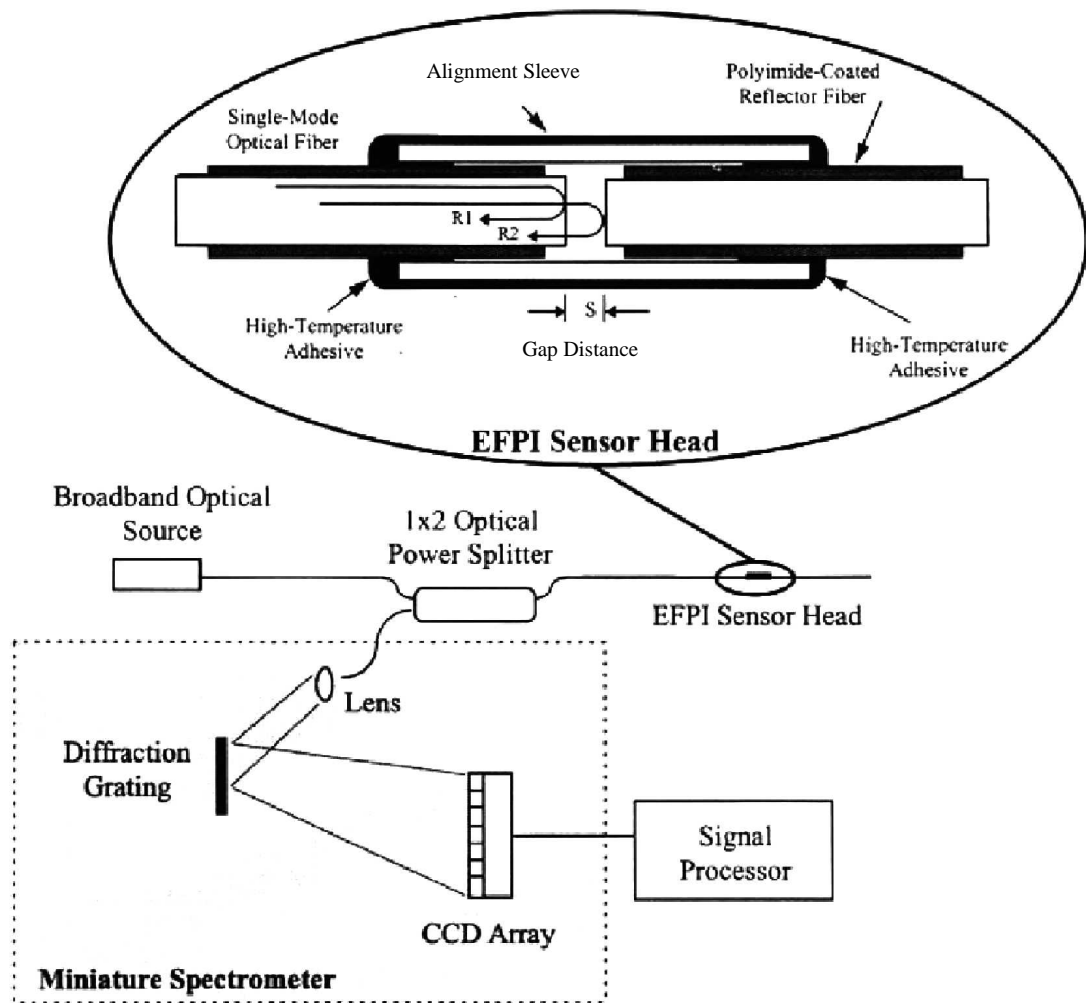 Alignment Sleeve
Polyimide-Coated
Reflector Fiber
Single-Mode
Optical Fiber
R1
R2
S
High-Temperature
Adhesive
Gap Distance
High-Temperature
Adhesive
EFPI Sensor Head
Broadband Optical
Source
1x2 Optical
Power Splitter
EFPI Sensor Head
Lens
Diffraction
Grating
Signal
Processor
CCD Array
Miniature Spectrometer